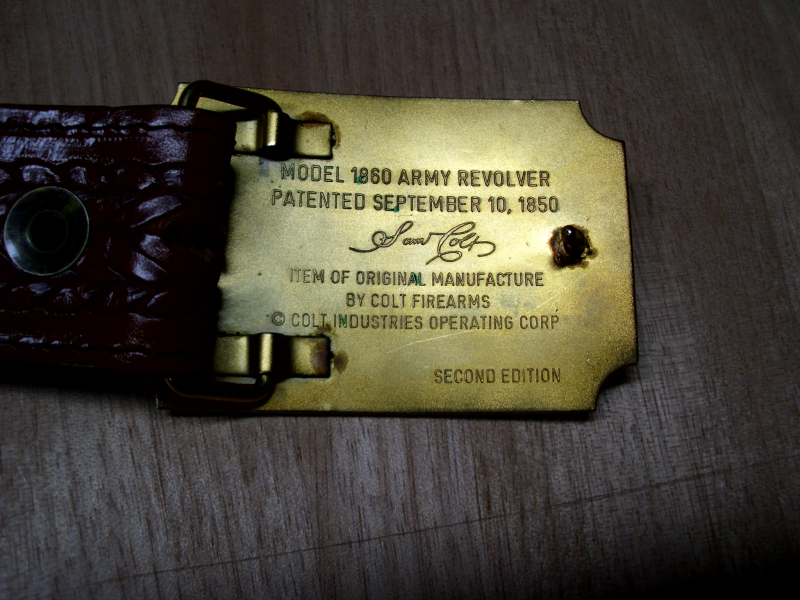 MODEL 1860 ARMY REVOLVER
PATENTED SEPTEMBER 10, 1850
Sam Colt
ITEM OF ORIGINAL MANUFACTURE
BY COLT FIREARMS
© COLT INDUSTRIES OPERATING CORP
SECOND EDITION